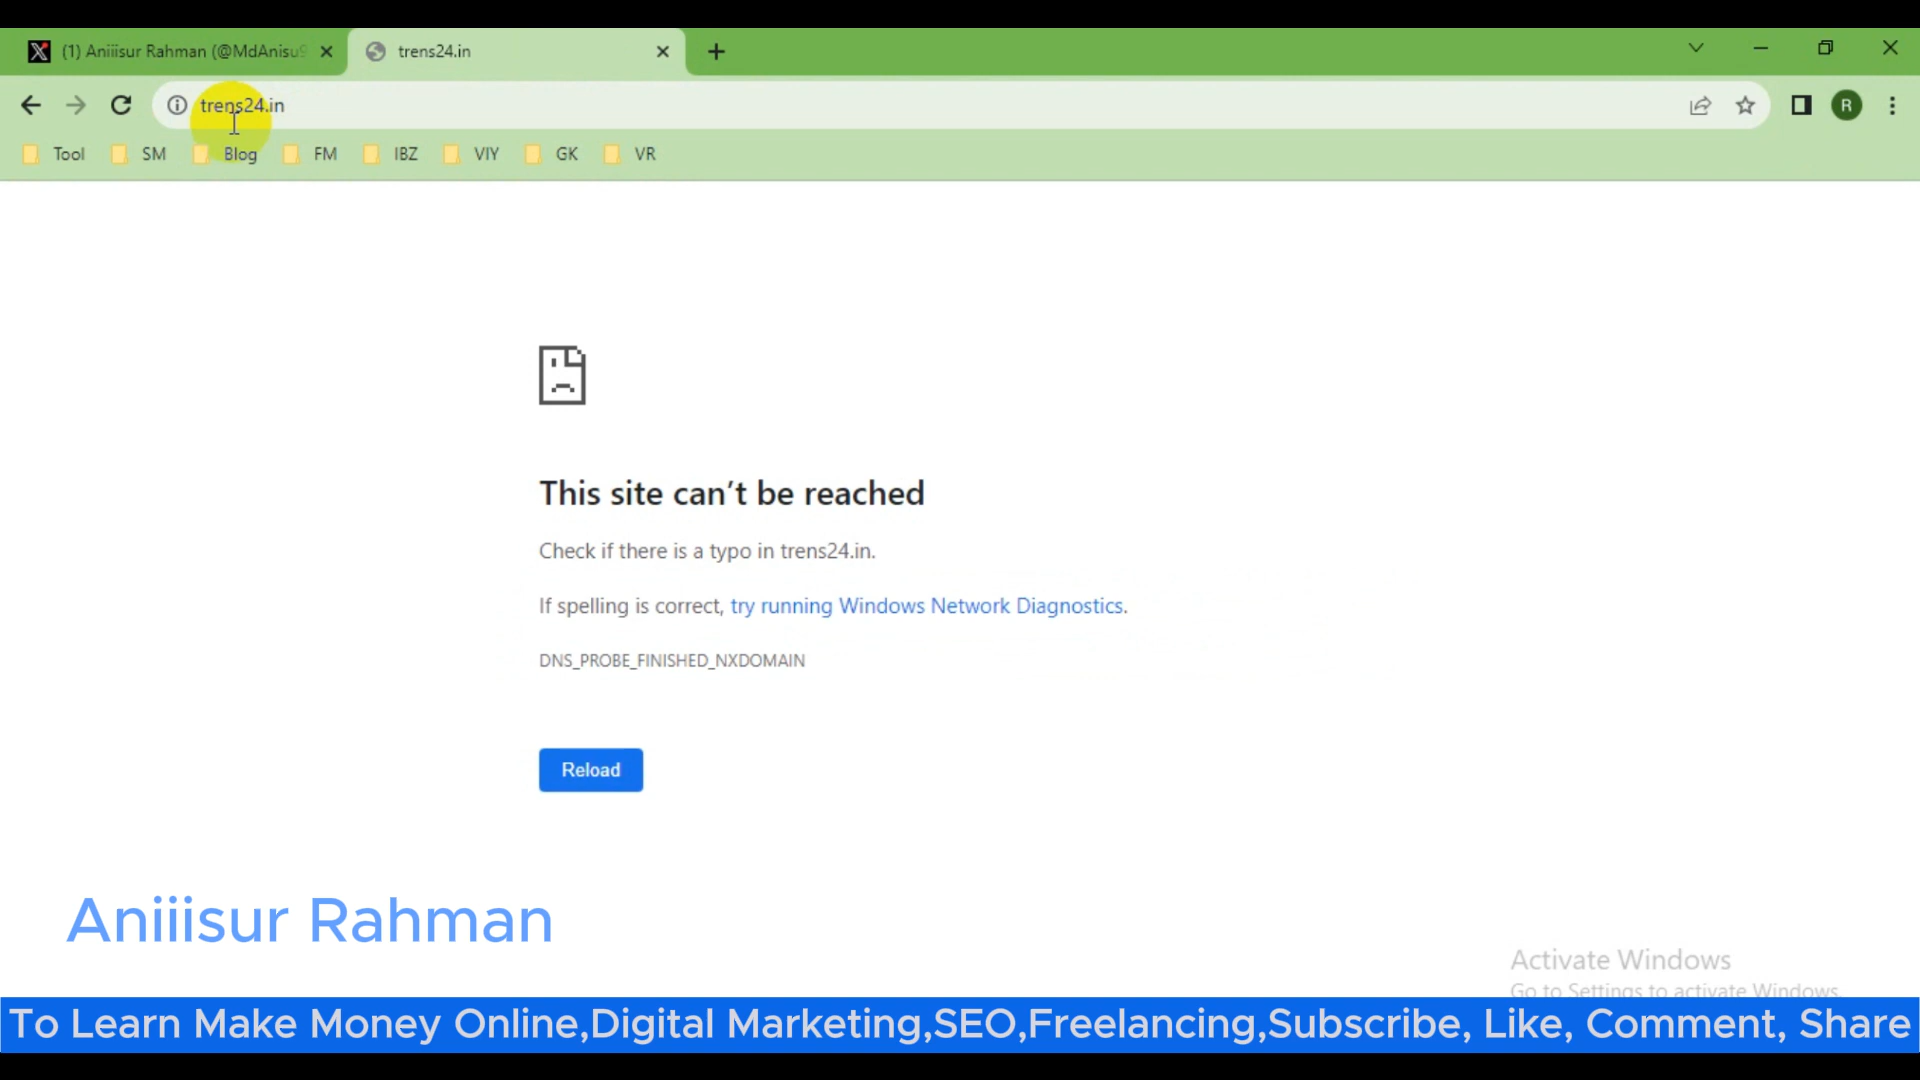 (1) Aniiisur Rahman (@MdAnisu9
trens24.in
trens24.in
Tool SM Blog FM IBZ VIY GK VR
R
This site can’t be reached
Check if there is a typo in trens24.in.
If spelling is correct, try running Windows Network Diagnostics.
DNS_PROBE_FINISHED_NXDOMAIN
Reload
Aniiisur Rahman
Activate Windows
Go to Settings to activate Windows.
To Learn Make Money Online,Digital Marketing,SEO,Freelancing,Subscribe, Like, Comment, Share